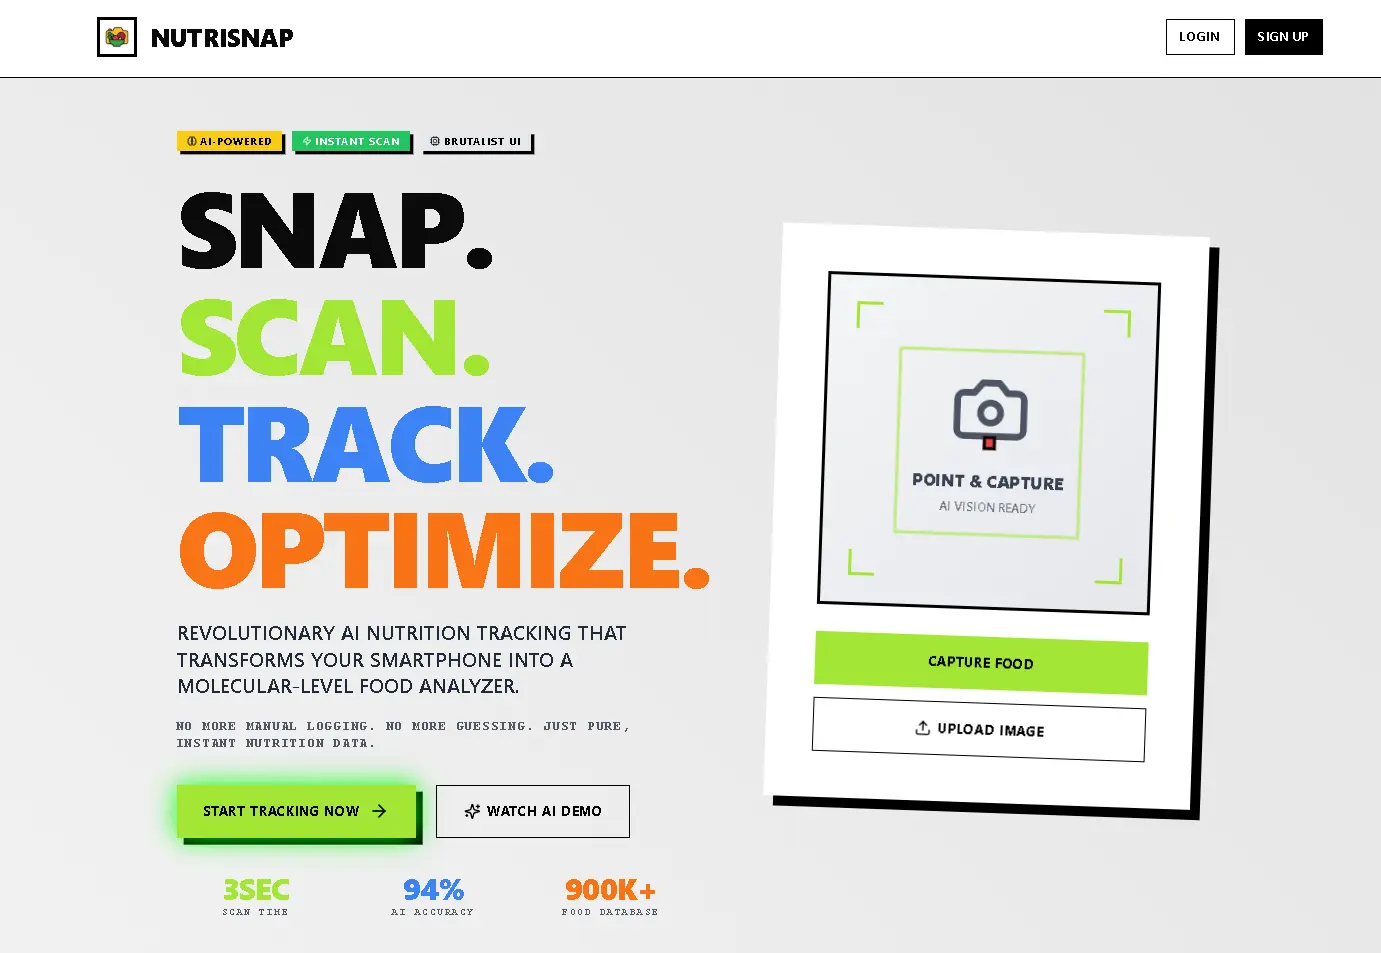 NUTRISNAP
LOGIN
SIGN UP
AI-POWERED
INSTANT SCAN
BRUTALIST UI
SNAP.
SCAN.
TRACK.
OPTIMIZE.
REVOLUTIONARY AI NUTRITION TRACKING THAT
TRANSFORMS YOUR SMARTPHONE INTO A
MOLECULAR-LEVEL FOOD ANALYZER.
NO MORE MANUAL LOGGING. NO MORE GUESSING. JUST PURE,
INSTANT NUTRITION DATA.
START TRACKING NOW
WATCH AI DEMO
3SEC
SCAN TIME
94%
AI ACCURACY
900K+
FOOD DATABASE
POINT & CAPTURE
AI VISION READY
CAPTURE FOOD
UPLOAD IMAGE